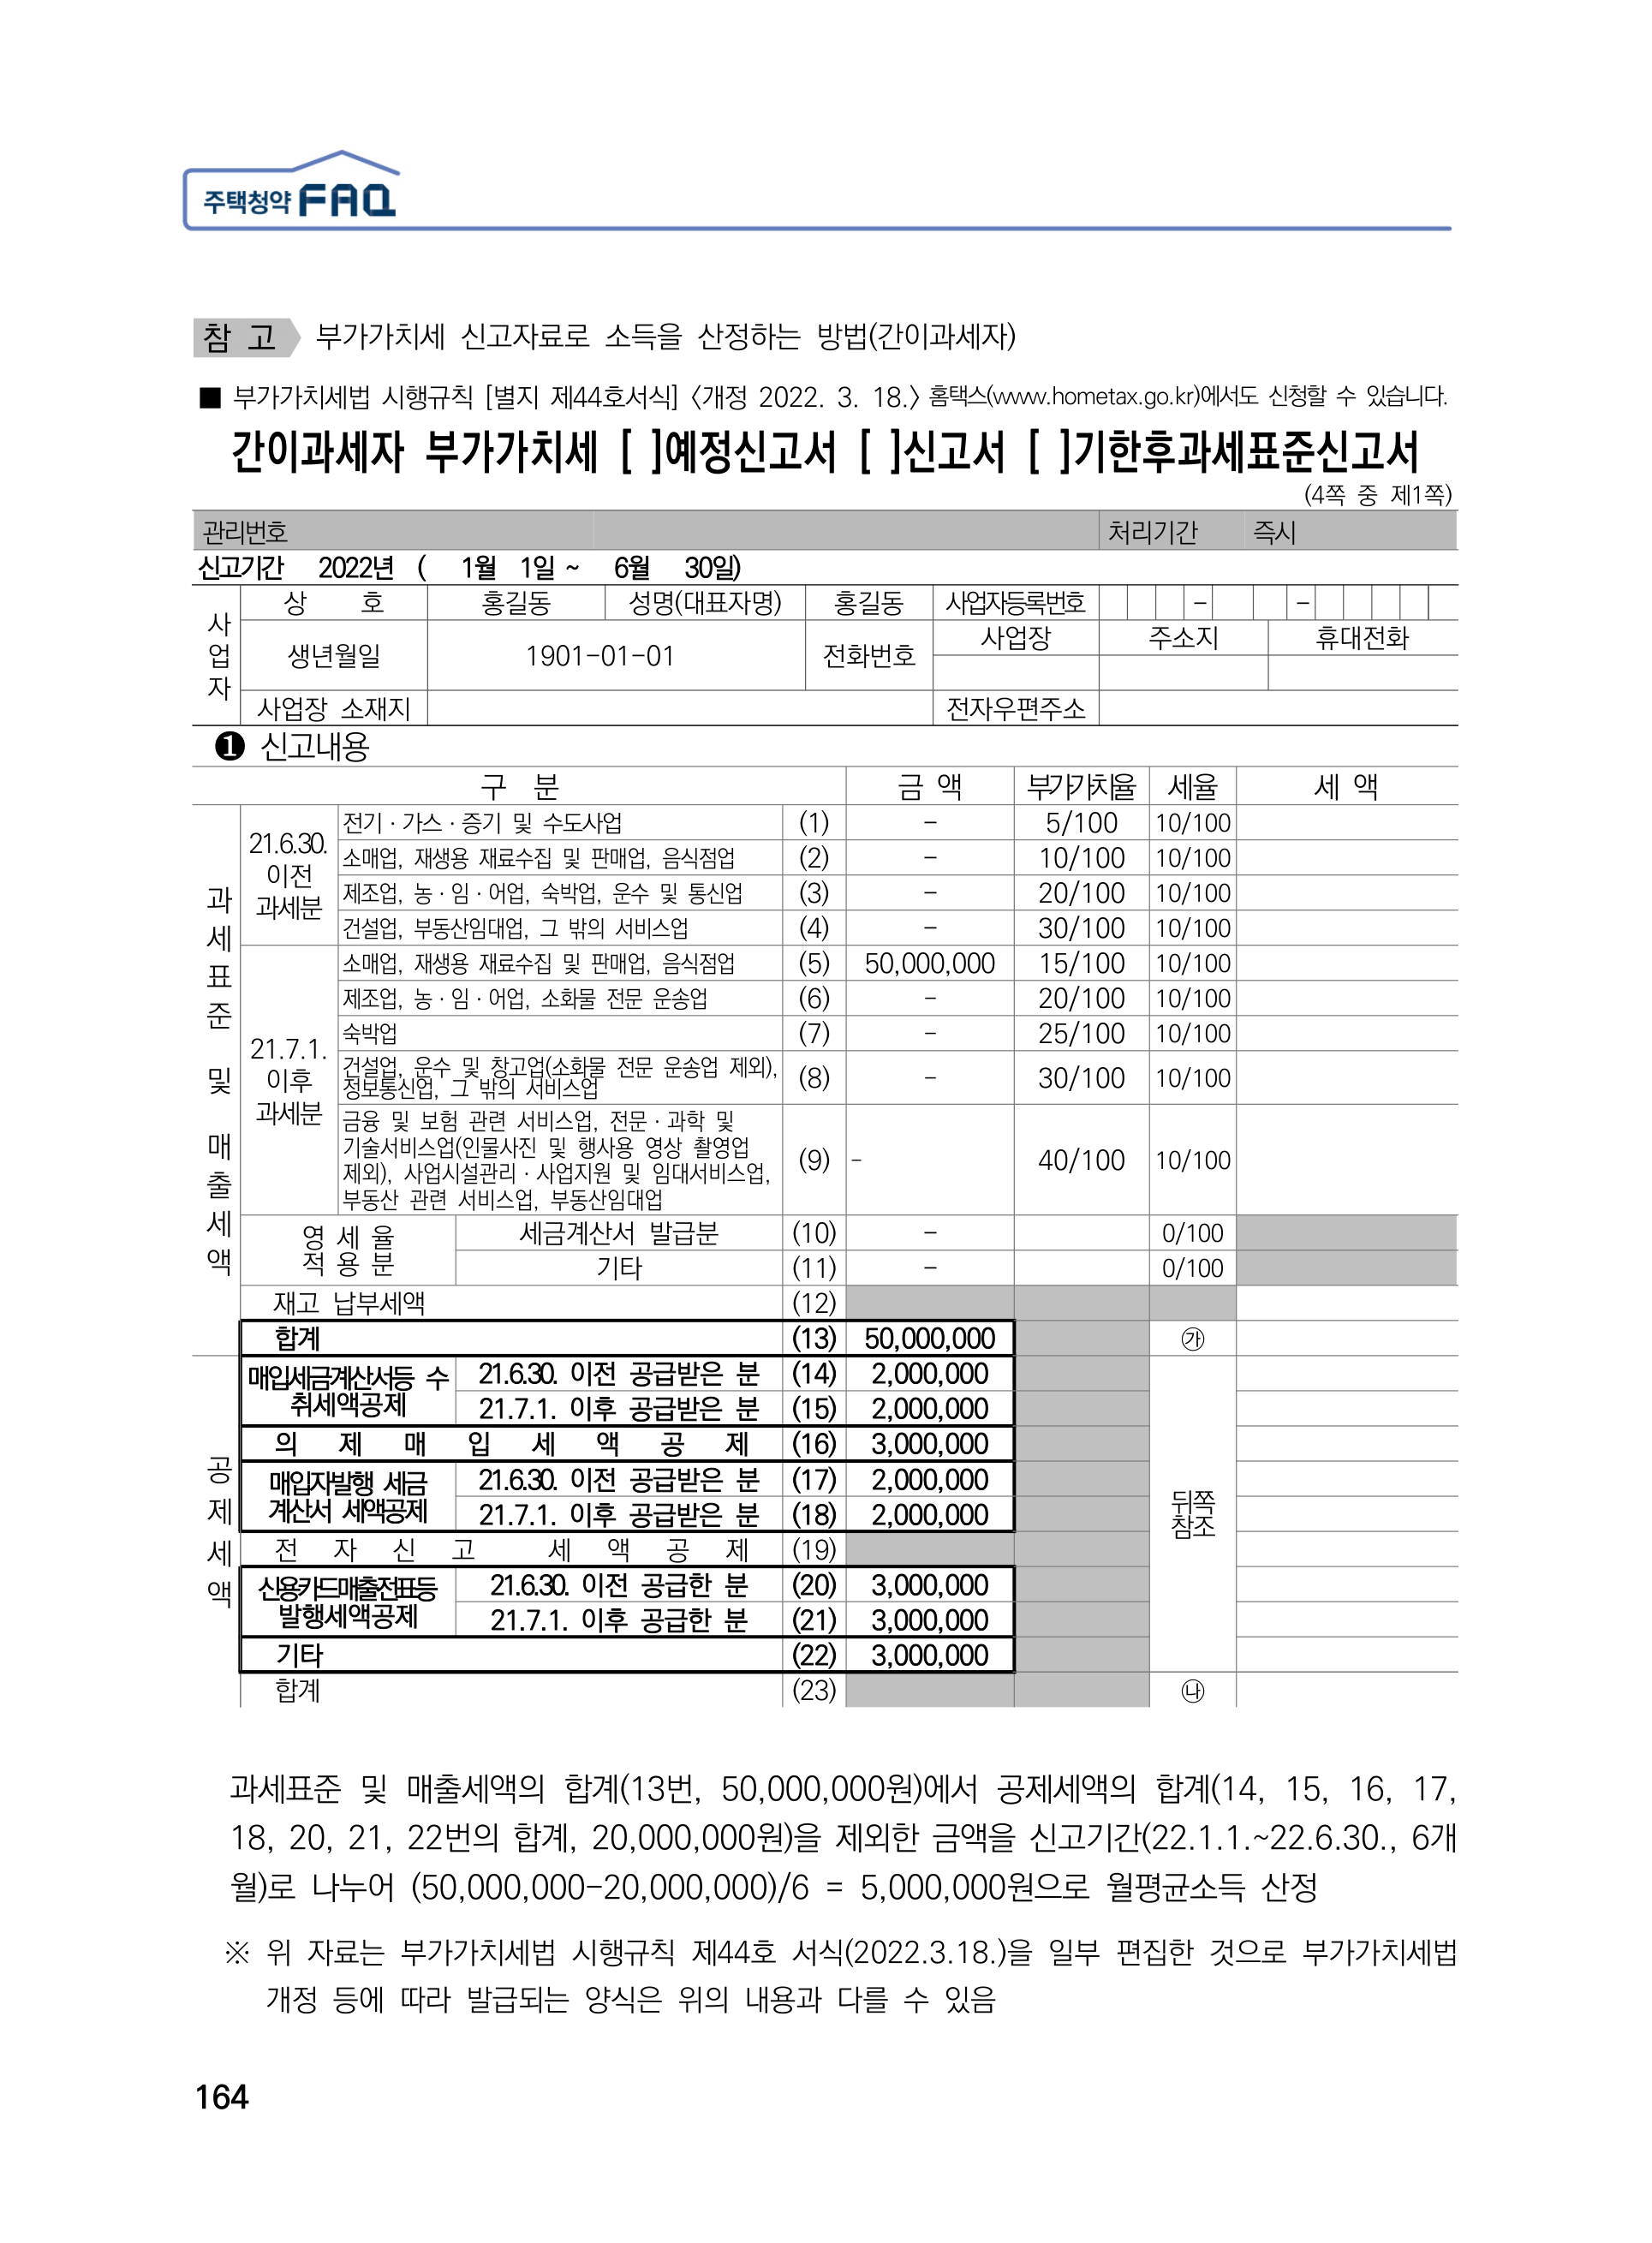 주택청약 FAQ
참 고 부가가치세 신고자료로 소득을 산정하는 방법(간이과세자)
■ 부가가치세법 시행규칙 [별지 제44호서식] 〈개정 2022. 3. 18.〉 홈택스(www.hometax.go.kr)에서도 신청할 수 있습니다.
간이과세자 부가가치세 [ ]예정신고서 [ ]신고서 [ ]기한후과세표준신고서
(4쪽 중 제1쪽)
관리번호 처리기간 즉시
신고기간 2022년 ( 1월 1일 ~ 6월 30일)
사업자
상 호 홍길동 성명(대표자명) 홍길동 사업자등록번호 - -
생년월일 1901-01-01 전화번호 사업장 주소지 휴대전화
사업장 소재지 전자우편주소
❶ 신고내용
구 분 금 액 부가가치율 세율 세 액
과세표준 및 매출세액
21.6.30. 이전 과세분
전기·가스·증기 및 수도사업 (1) - 5/100 10/100
소매업, 재생용 재료수집 및 판매업, 음식점업 (2) - 10/100 10/100
제조업, 농·임·어업, 숙박업, 운수 및 통신업 (3) - 20/100 10/100
건설업, 부동산임대업, 그 밖의 서비스업 (4) - 30/100 10/100
21.7.1. 이후 과세분
소매업, 재생용 재료수집 및 판매업, 음식점업 (5) 50,000,000 15/100 10/100
제조업, 농·임·어업, 소화물 전문 운송업 (6) - 20/100 10/100
숙박업 (7) - 25/100 10/100
건설업, 운수 및 창고업(소화물 전문 운송업 제외),
정보통신업, 그 밖의 서비스업 (8) - 30/100 10/100
금융 및 보험 관련 서비스업, 전문·과학 및
기술서비스업(인물사진 및 행사용 영상 촬영업
제외), 사업시설관리·사업지원 및 임대서비스업,
부동산 관련 서비스업, 부동산임대업 (9) - 40/100 10/100
영 세 율
적 용 분
세금계산서 발급분 (10) - 0/100
기타 (11) - 0/100
재고 납부세액 (12)
합계 (13) 50,000,000 ㉮
공제세액
매입세금계산서등 수
취세액공제
21.6.30. 이전 공급받은 분 (14) 2,000,000
21.7.1. 이후 공급받은 분 (15) 2,000,000
의 제 매 입 세 액 공 제 (16) 3,000,000
매입자발행 세금
계산서 세액공제
21.6.30. 이전 공급받은 분 (17) 2,000,000
21.7.1. 이후 공급받은 분 (18) 2,000,000
뒤쪽
참조
전 자 신 고 세 액 공 제 (19)
신용카드매출전표등
발행세액공제
21.6.30. 이전 공급한 분 (20) 3,000,000
21.7.1. 이후 공급한 분 (21) 3,000,000
기타 (22) 3,000,000
합계 (23) ㉯
과세표준 및 매출세액의 합계(13번, 50,000,000원)에서 공제세액의 합계(14, 15, 16, 17,
18, 20, 21, 22번의 합계, 20,000,000원)을 제외한 금액을 신고기간(22.1.1.~22.6.30., 6개
월)로 나누어 (50,000,000-20,000,000)/6 = 5,000,000원으로 월평균소득 산정
※ 위 자료는 부가가치세법 시행규칙 제44호 서식(2022.3.18.)을 일부 편집한 것으로 부가가치세법
개정 등에 따라 발급되는 양식은 위의 내용과 다를 수 있음
164